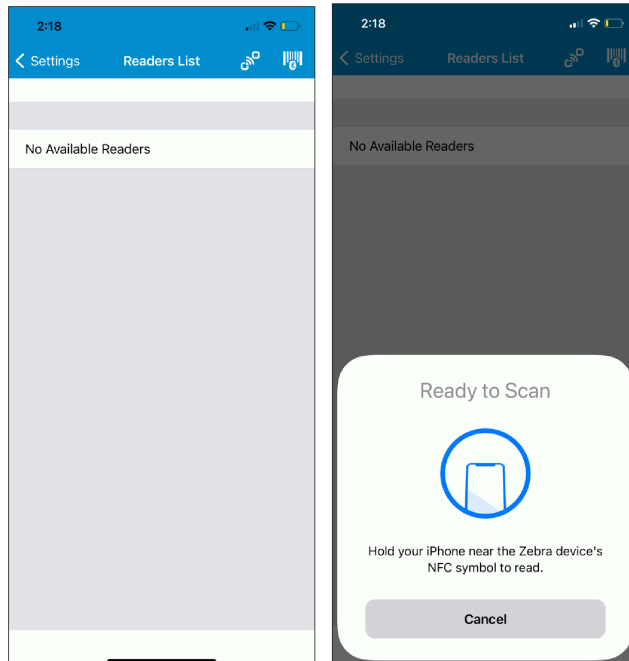 2:18
Settings
Readers List
No Available Readers
2:18
Settings
Readers List
No Available Readers
Ready to Scan
Hold your iPhone near the Zebra device's
NFC symbol to read.
Cancel